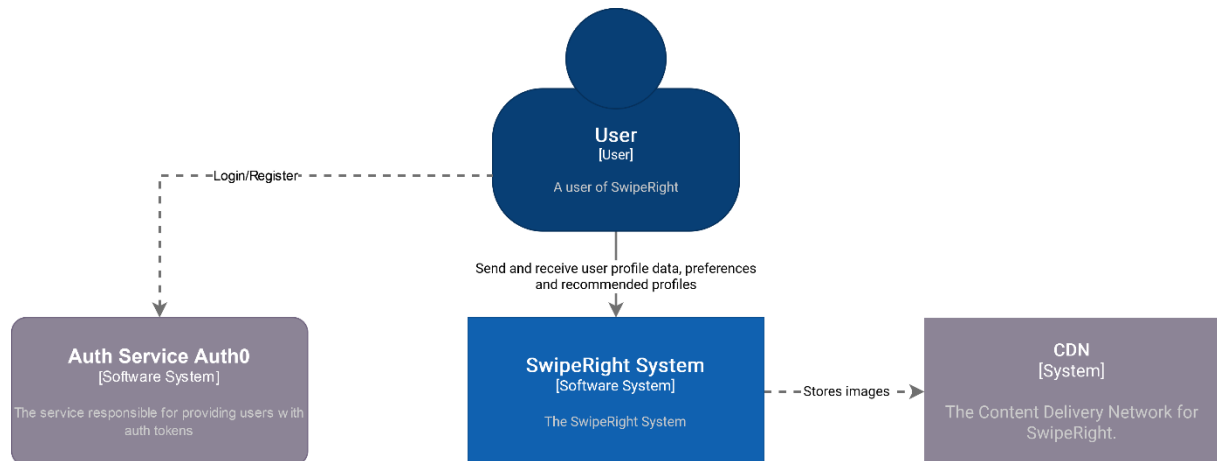 User
[User]
A user of SwipeRight
Login/Register
Send and receive user profile data, preferences
and recommended profiles
Auth Service Auth0
[Software System]
The service responsible for providing users with
auth tokens
SwipeRight System
[Software System]
The SwipeRight System
Stores images
CDN
[System]
The Content Delivery Network for
SwipeRight.